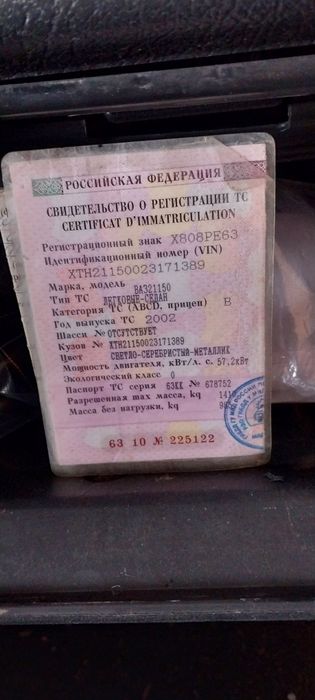 РОССИЙСКАЯ ФЕДЕРАЦИЯ
СВИДЕТЕЛЬСТВО О РЕГИСТРАЦИИ ТС
CERTIFICAT D'IMMATRICULATION
Регистрационный знак Х808РЕ63
Идентификационный номер (VIN)
XTH21150023171389
Марка, модель ВАЗ21150
Тип ТС ЛЕГКОВЫЕ-СЕДАН
Категория ТС (ABCD, прицеп) B
Год выпуска ТС 2002
Шасси № ОТСУТСТВУЕТ
Кузов № XTH21150023171389
Цвет СВЕТЛО-СЕРЕБРИСТЫЙ-МЕТАЛЛИК
Мощность двигателя, кВт/л. с. 57,2кВт
Экологический класс 0
Паспорт ТС серия 63КК № 678752
Разрешенная max масса, kg
Масса без нагрузки, kg
63 10 № 225122